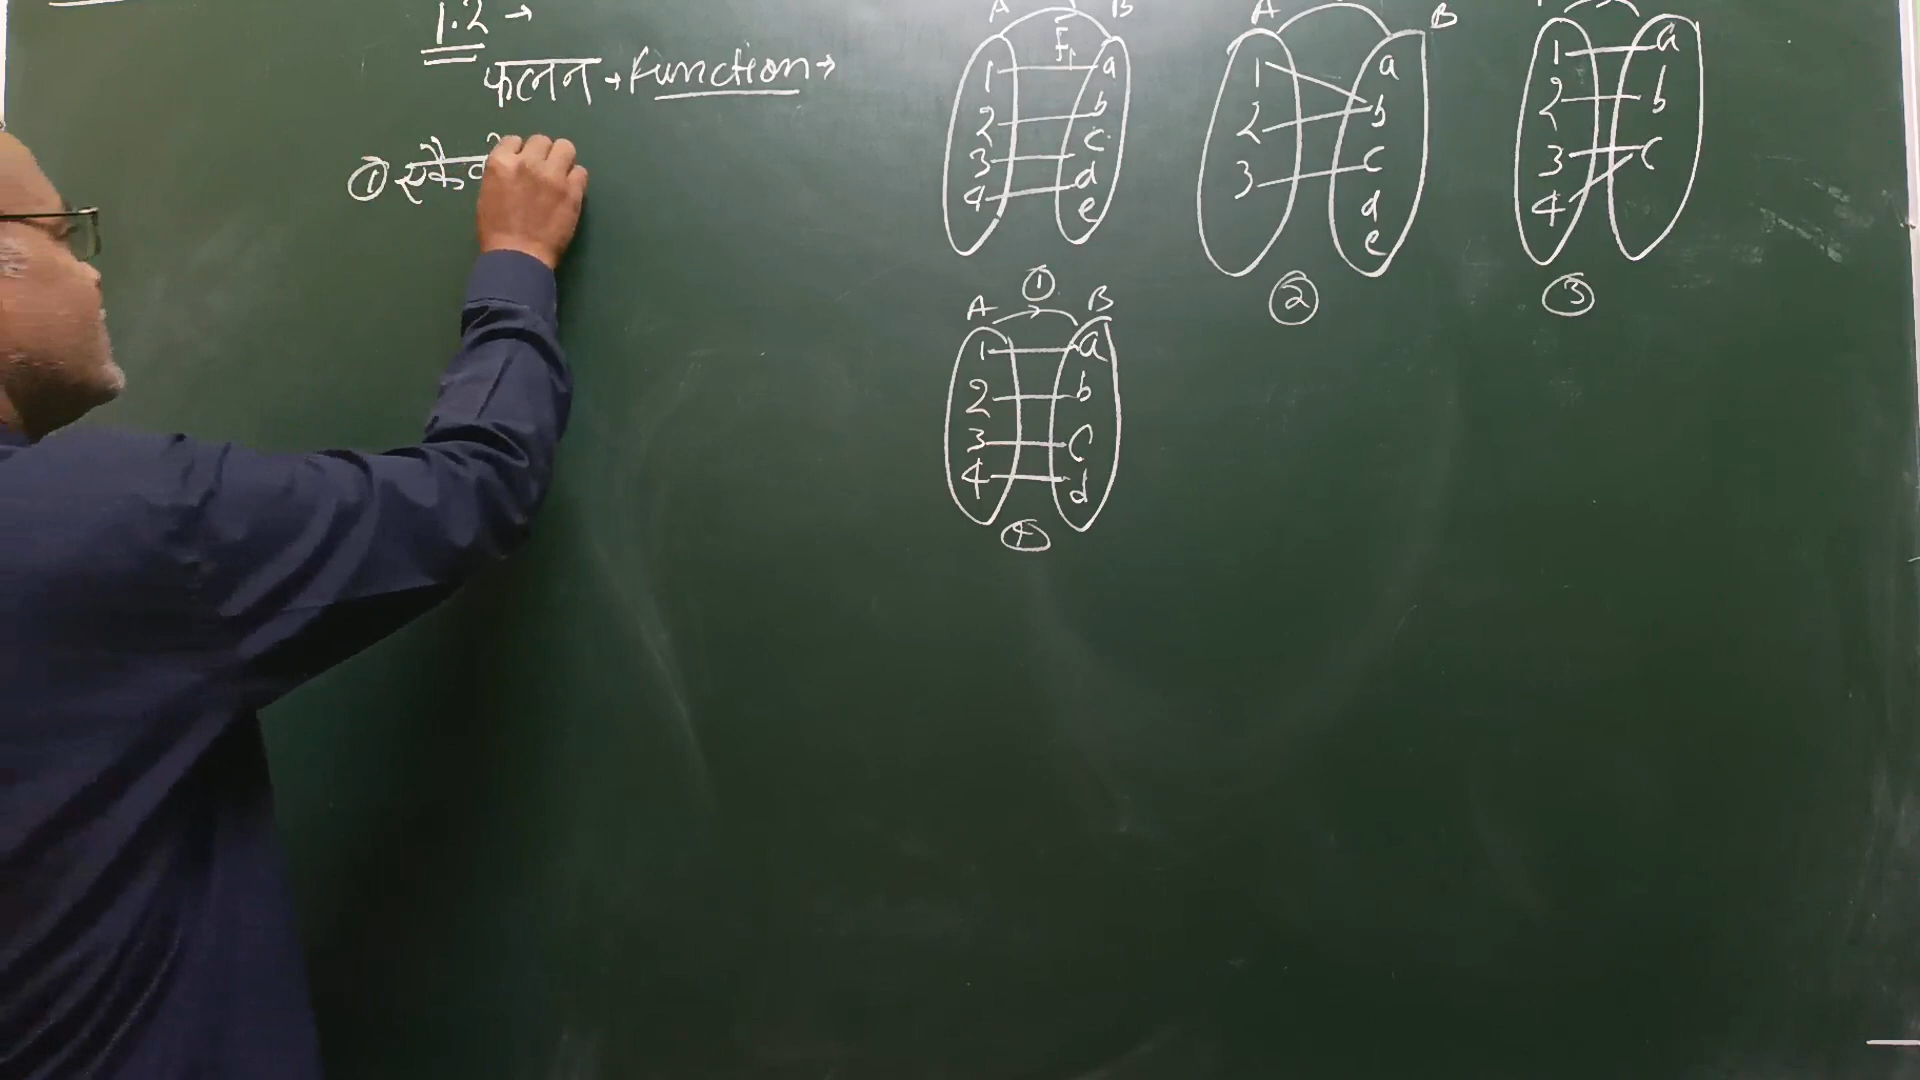 1.2 →
फलन → Function →
①
A B
F₁
1 a
2 b
3 c
4 d
e
①
A B
1 a
2 b
3 c
d
e
②
1 a
2 b
3 c
4
③
A B
1 a
2 b
3 c
4 d
④